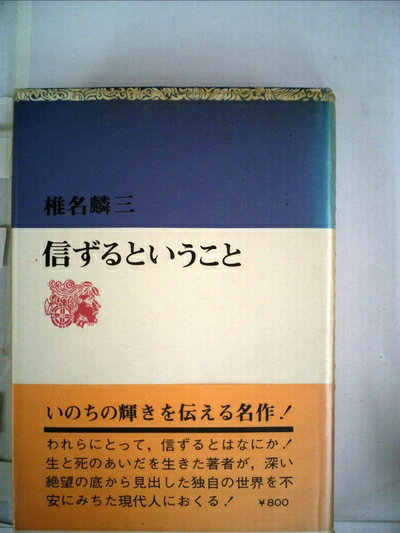 椎名麟三
信ずるということ
いのちの輝きを伝える名作！
われらにとって，信ずるとはなにか！
生と死のあいだを生きた著者が，深い
絶望の底から見出した独自の世界を不
安にみちた現代人におくる！ ¥800